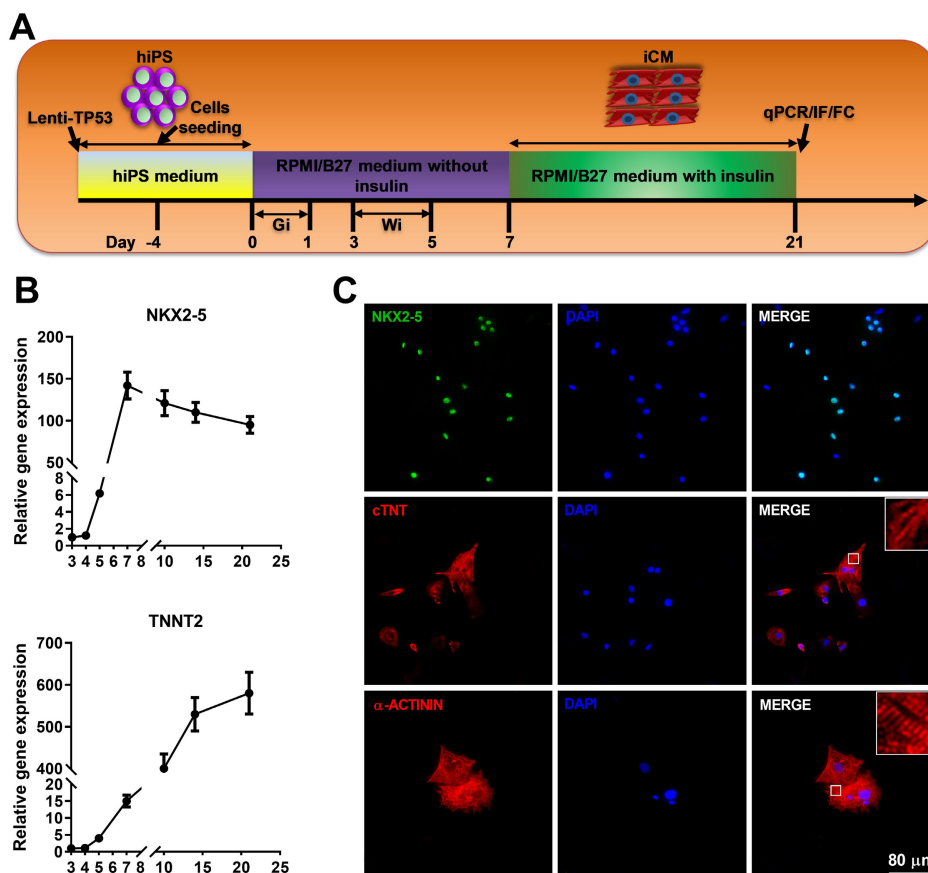 A
hiPS
iCM
Lenti-TP53
Cells
seeding
qPCR/IF/FC
hiPS medium
RPMI/B27 medium without
insulin
RPMI/B27 medium with insulin
Gi
Wi
Day -4 0 1 3 5 7 21
B
NKX2-5
Relative gene expression
200
150
100
50
8
6
4
2
0
3 4 5 6 7 8 10 15 20 25
TNNT2
Relative gene expression
700
600
500
400
20
15
10
5
0
3 4 5 6 7 8 10 15 20 25
C
NKX2-5 DAPI MERGE
cTNT DAPI MERGE
α-ACTININ DAPI MERGE
80 μm